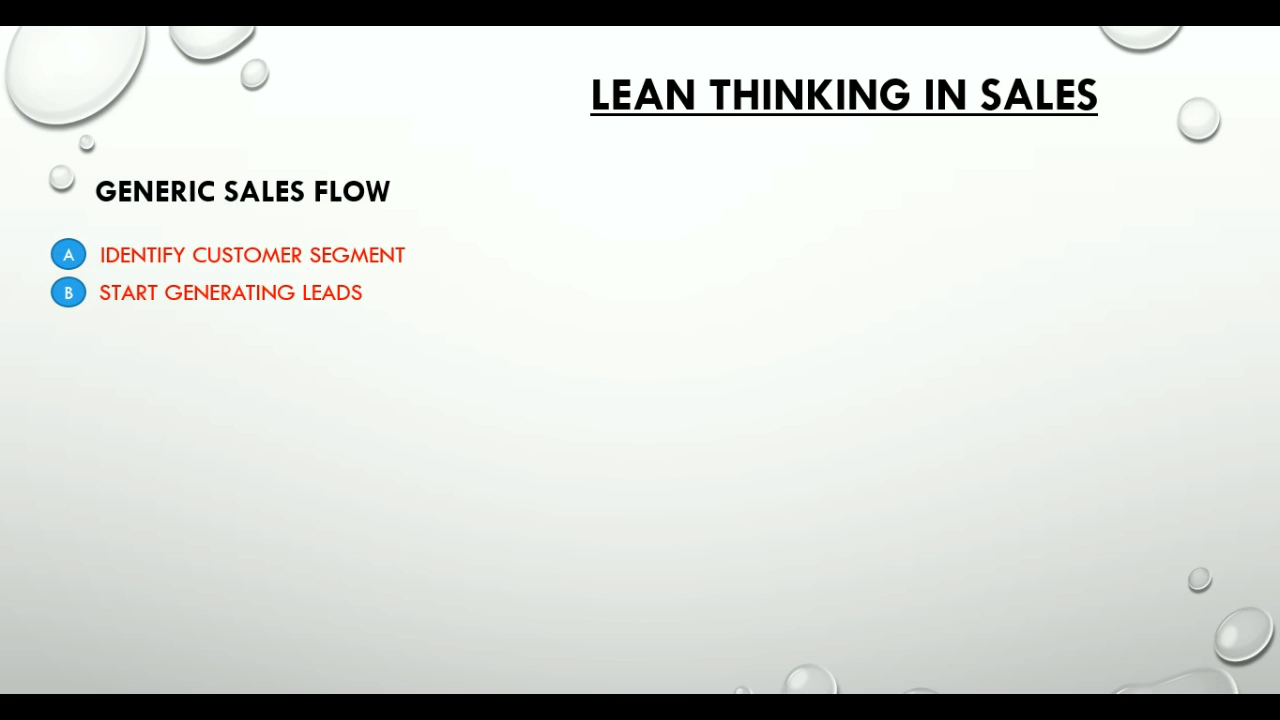 LEAN THINKING IN SALES
GENERIC SALES FLOW
A IDENTIFY CUSTOMER SEGMENT
B START GENERATING LEADS